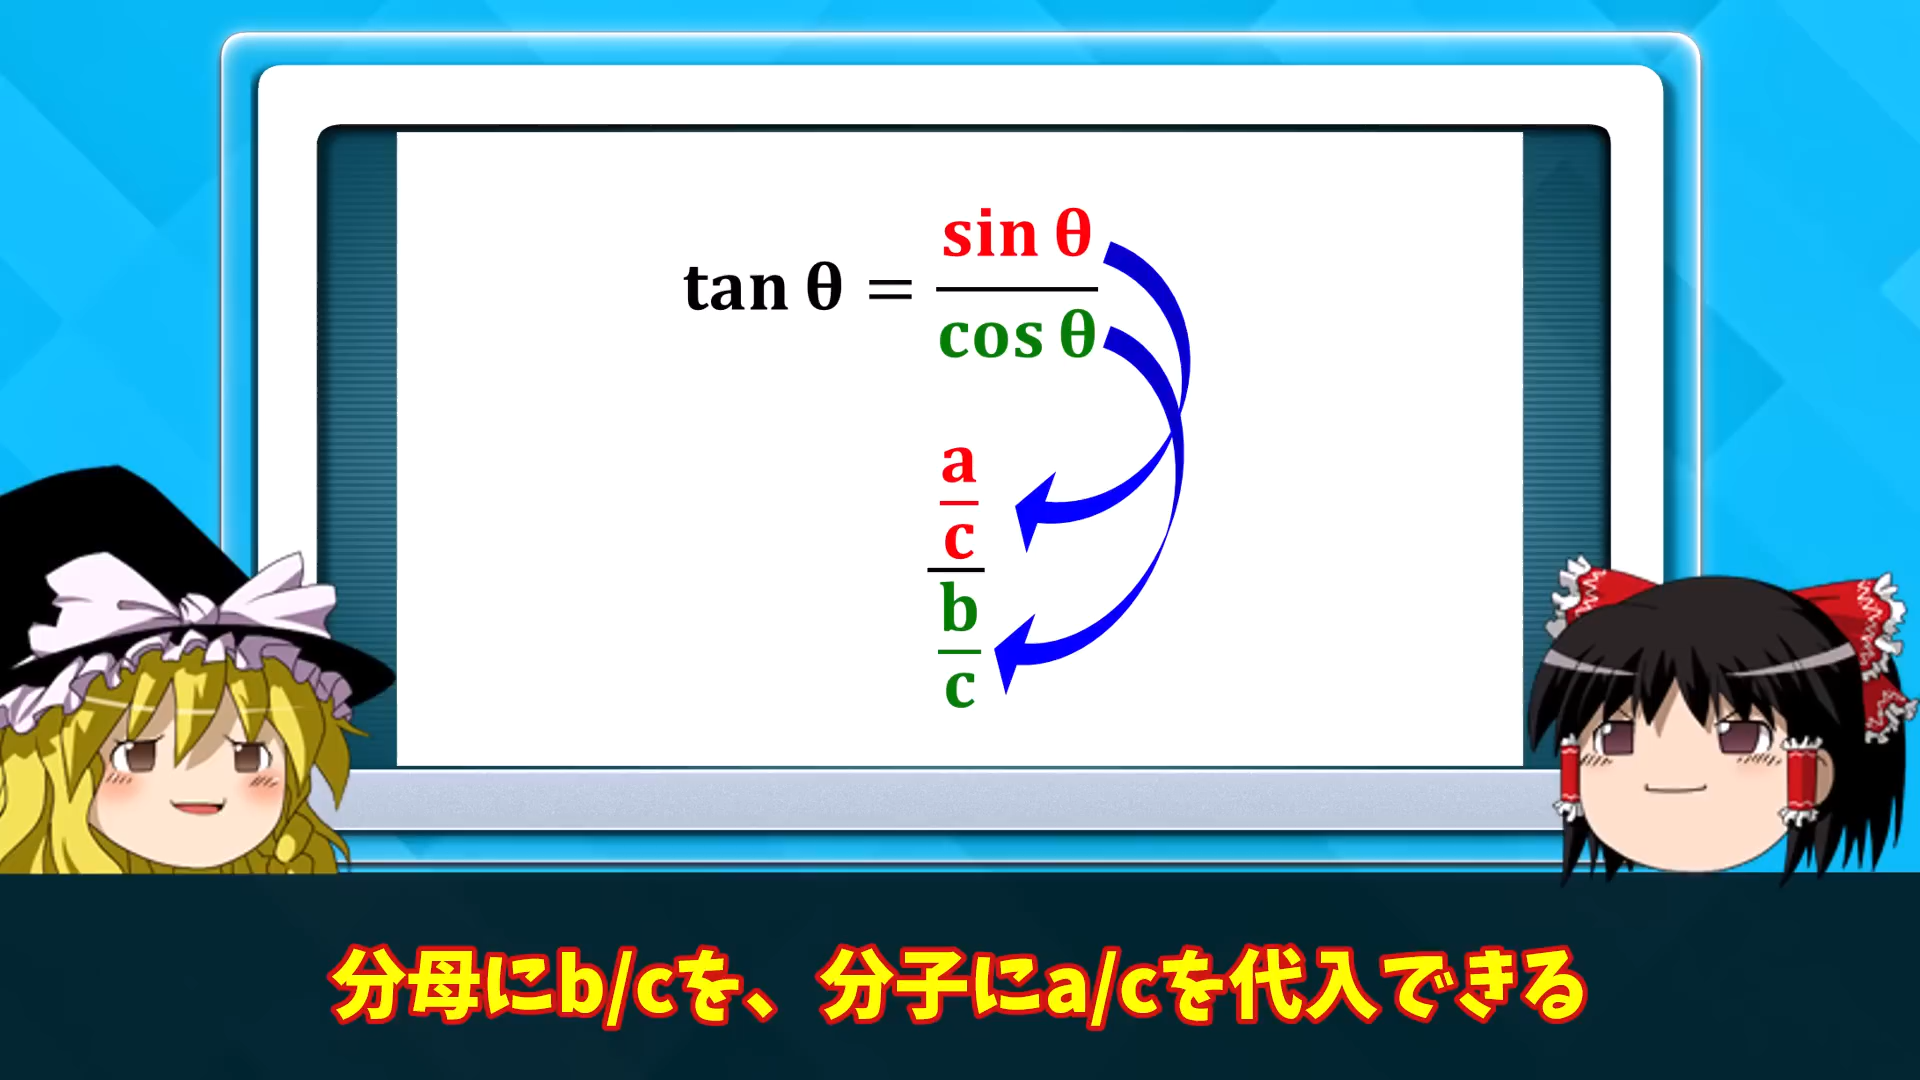 tan θ = sin θ / cos θ
a
c
b
c
分母にb/cを、分子にa/cを代入できる